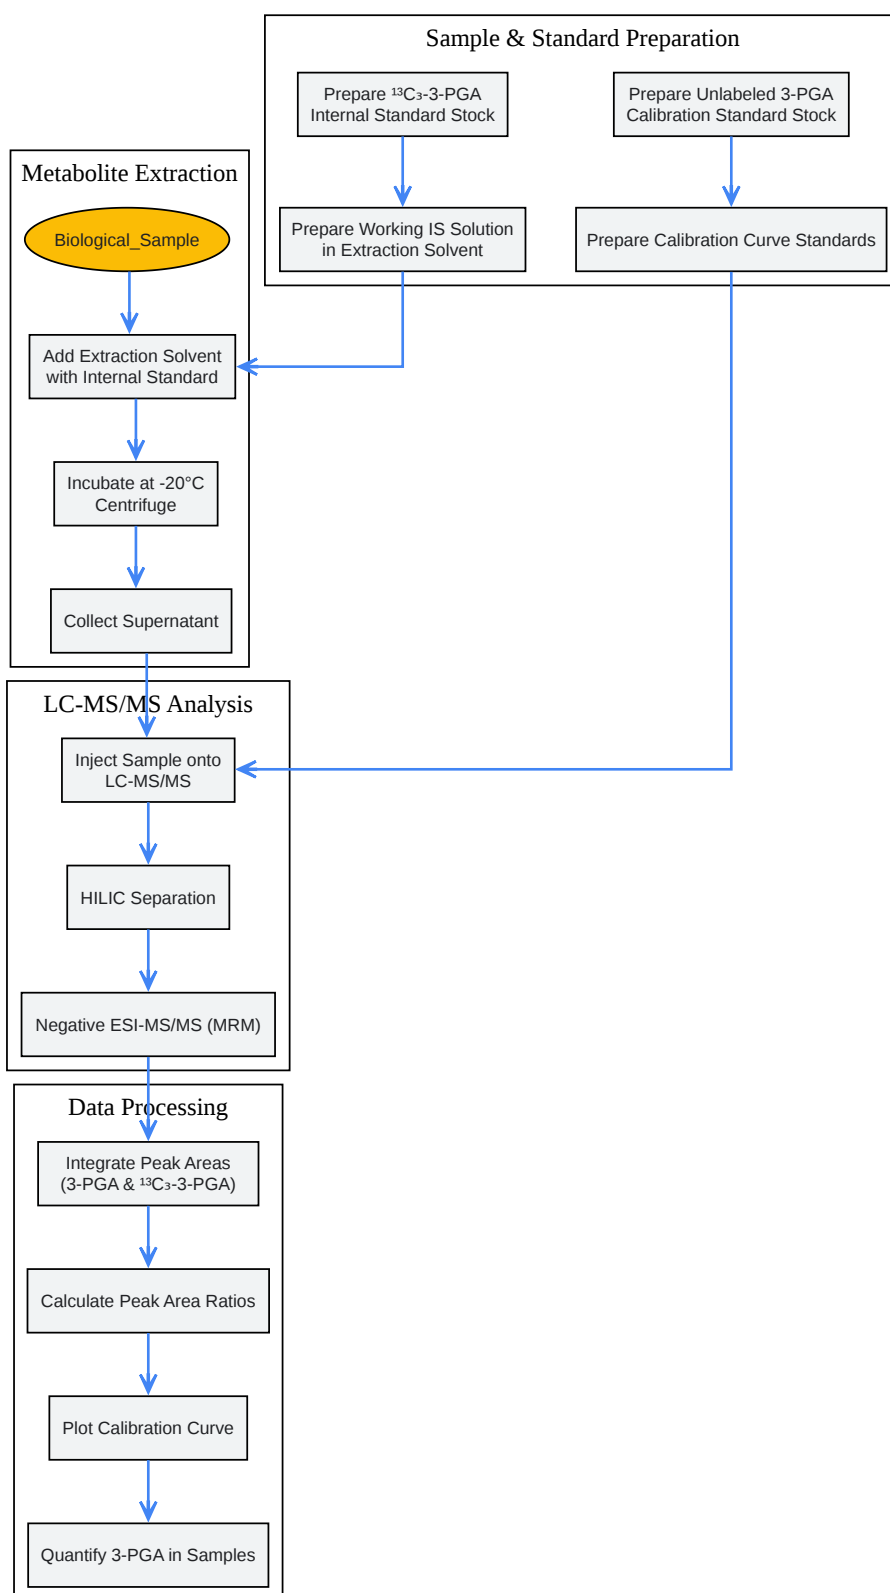 Sample & Standard Preparation
Prepare ¹³C₃-3-PGA
Internal Standard Stock
Prepare Unlabeled 3-PGA
Calibration Standard Stock
Prepare Working IS Solution
in Extraction Solvent
Prepare Calibration Curve Standards
Metabolite Extraction
Biological_Sample
Add Extraction Solvent
with Internal Standard
Incubate at -20°C
Centrifuge
Collect Supernatant
LC-MS/MS Analysis
Inject Sample onto
LC-MS/MS
HILIC Separation
Negative ESI-MS/MS (MRM)
Data Processing
Integrate Peak Areas
(3-PGA & ¹³C₃-3-PGA)
Calculate Peak Area Ratios
Plot Calibration Curve
Quantify 3-PGA in Samples